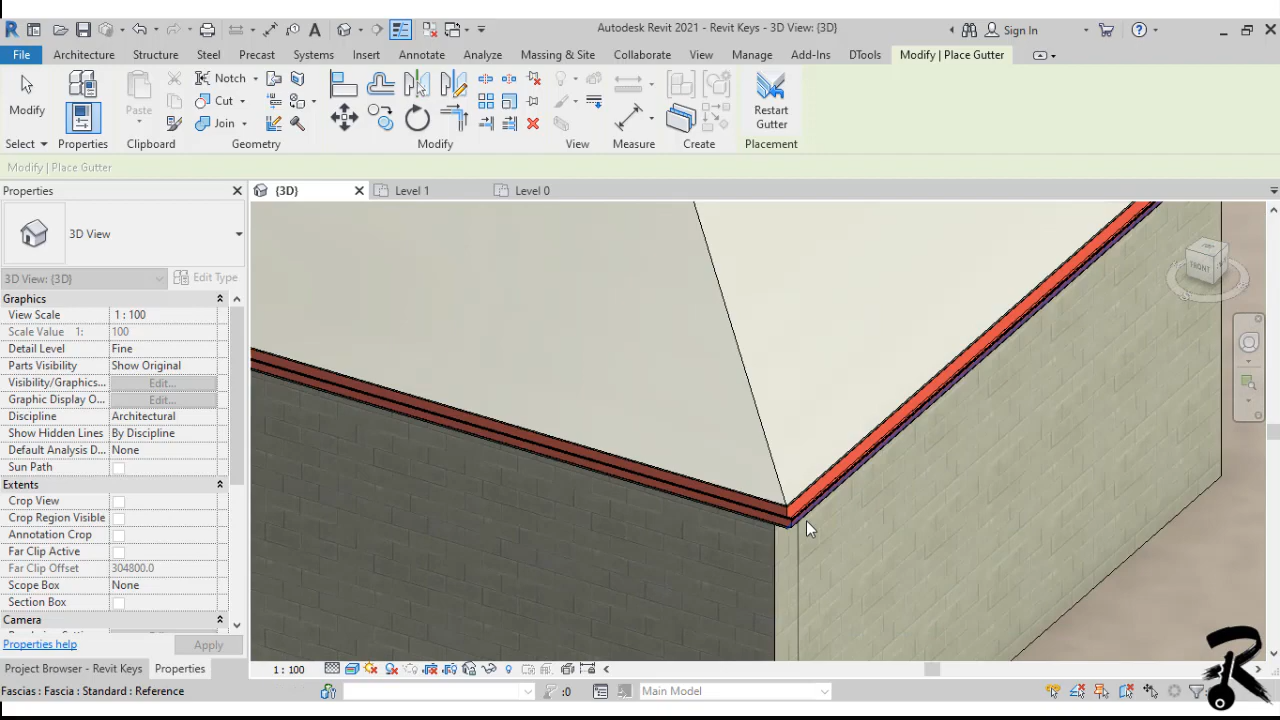 Autodesk Revit 2021 - Revit Keys - 3D View: {3D}
Sign In
File Architecture Structure Steel Precast Systems Insert Annotate Analyze Massing & Site Collaborate View Manage Add-Ins DTools Modify | Place Gutter
Modify
Paste
Notch
Cut
Join
Restart
Gutter
Select Properties Clipboard Geometry Modify View Measure Create Placement
Modify | Place Gutter
Properties
{3D} Level 1 Level 0
3D View
3D View: {3D} Edit Type
Graphics
View Scale 1 : 100
Scale Value 1: 100
Detail Level Fine
Parts Visibility Show Original
Visibility/Graphics... Edit...
Graphic Display O... Edit...
Discipline Architectural
Show Hidden Lines By Discipline
Default Analysis D... None
Sun Path
Extents
Crop View
Crop Region Visible
Annotation Crop
Far Clip Active
Far Clip Offset 304800.0
Scope Box None
Section Box
Camera
Properties help Apply
Project Browser - Revit Keys Properties
1 : 100
Fascias : Fascia : Standard : Reference
:0
Main Model
FRONT